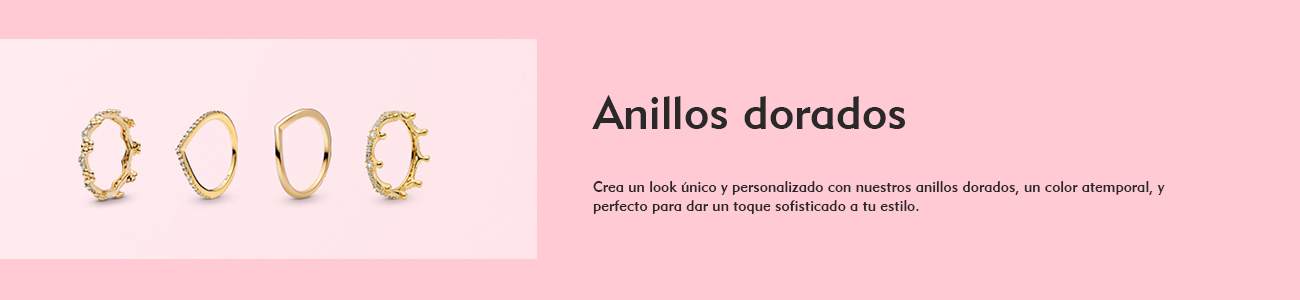 Anillos dorados
Crea un look único y personalizado con nuestros anillos dorados, un color atemporal, y
perfecto para dar un toque sofisticado a tu estilo.